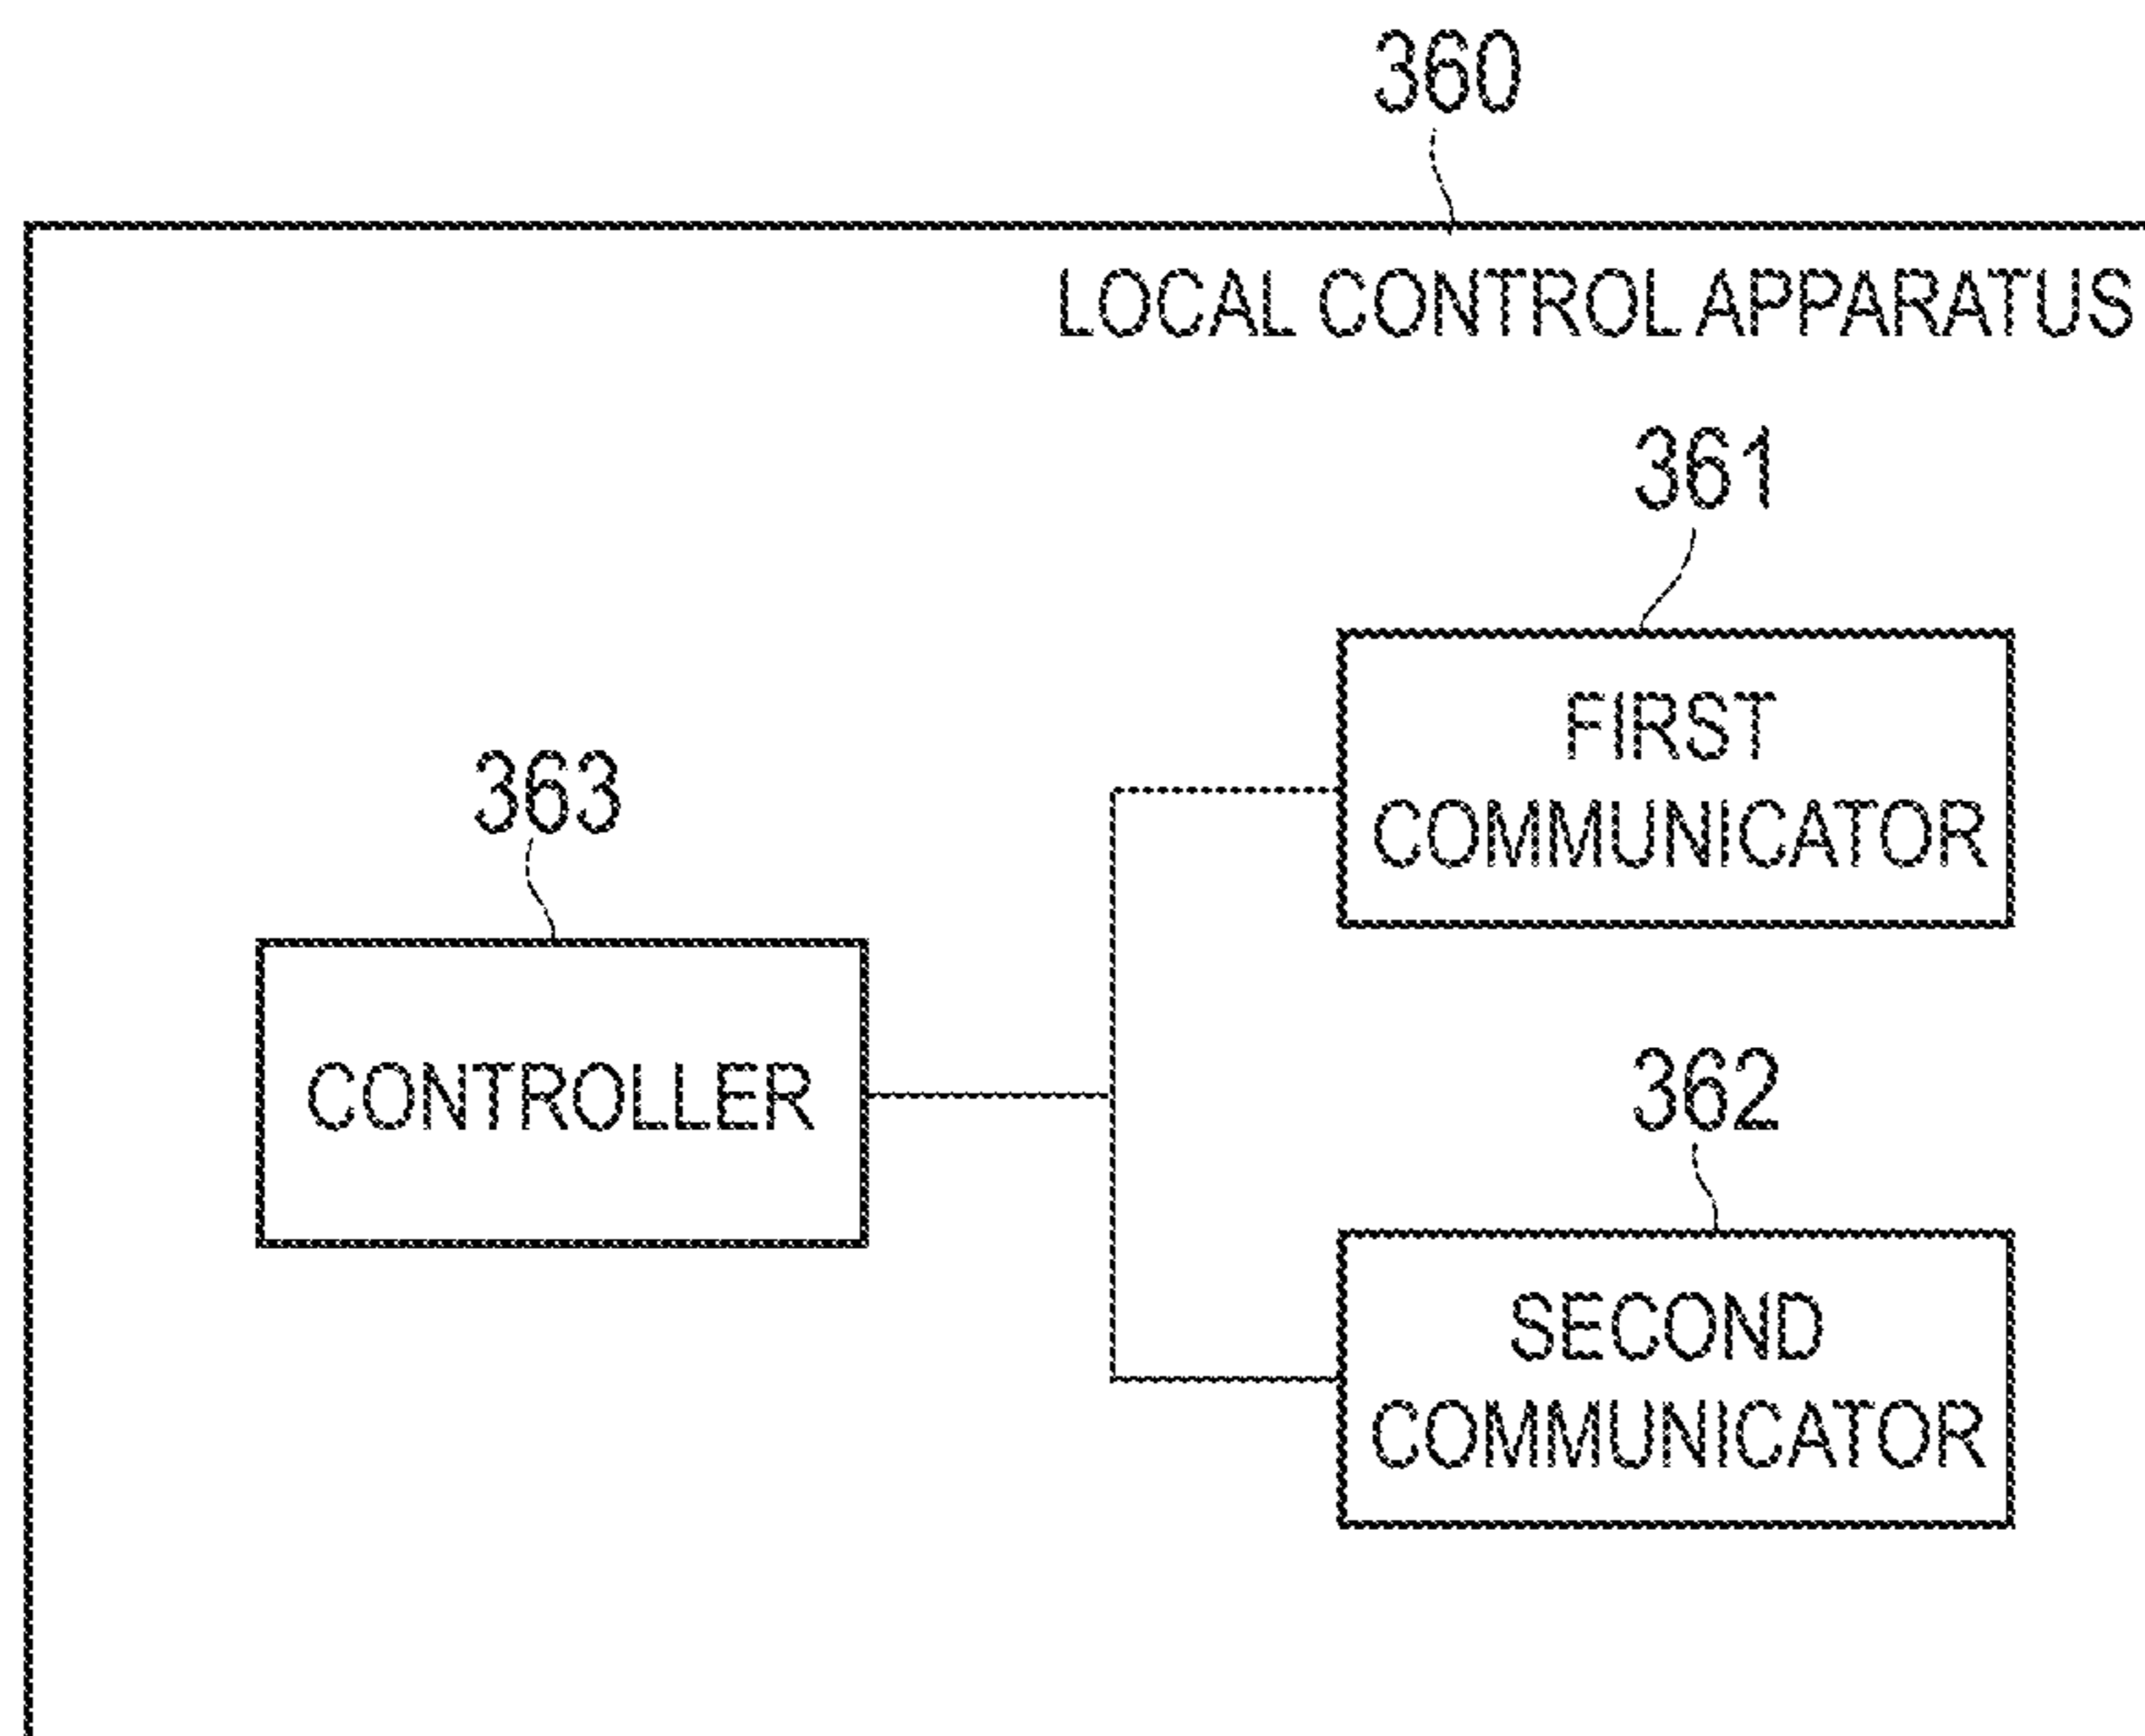 360
LOCAL CONTROL APPARATUS
361
FIRST
COMMUNICATOR
363
CONTROLLER
362
SECOND
COMMUNICATOR